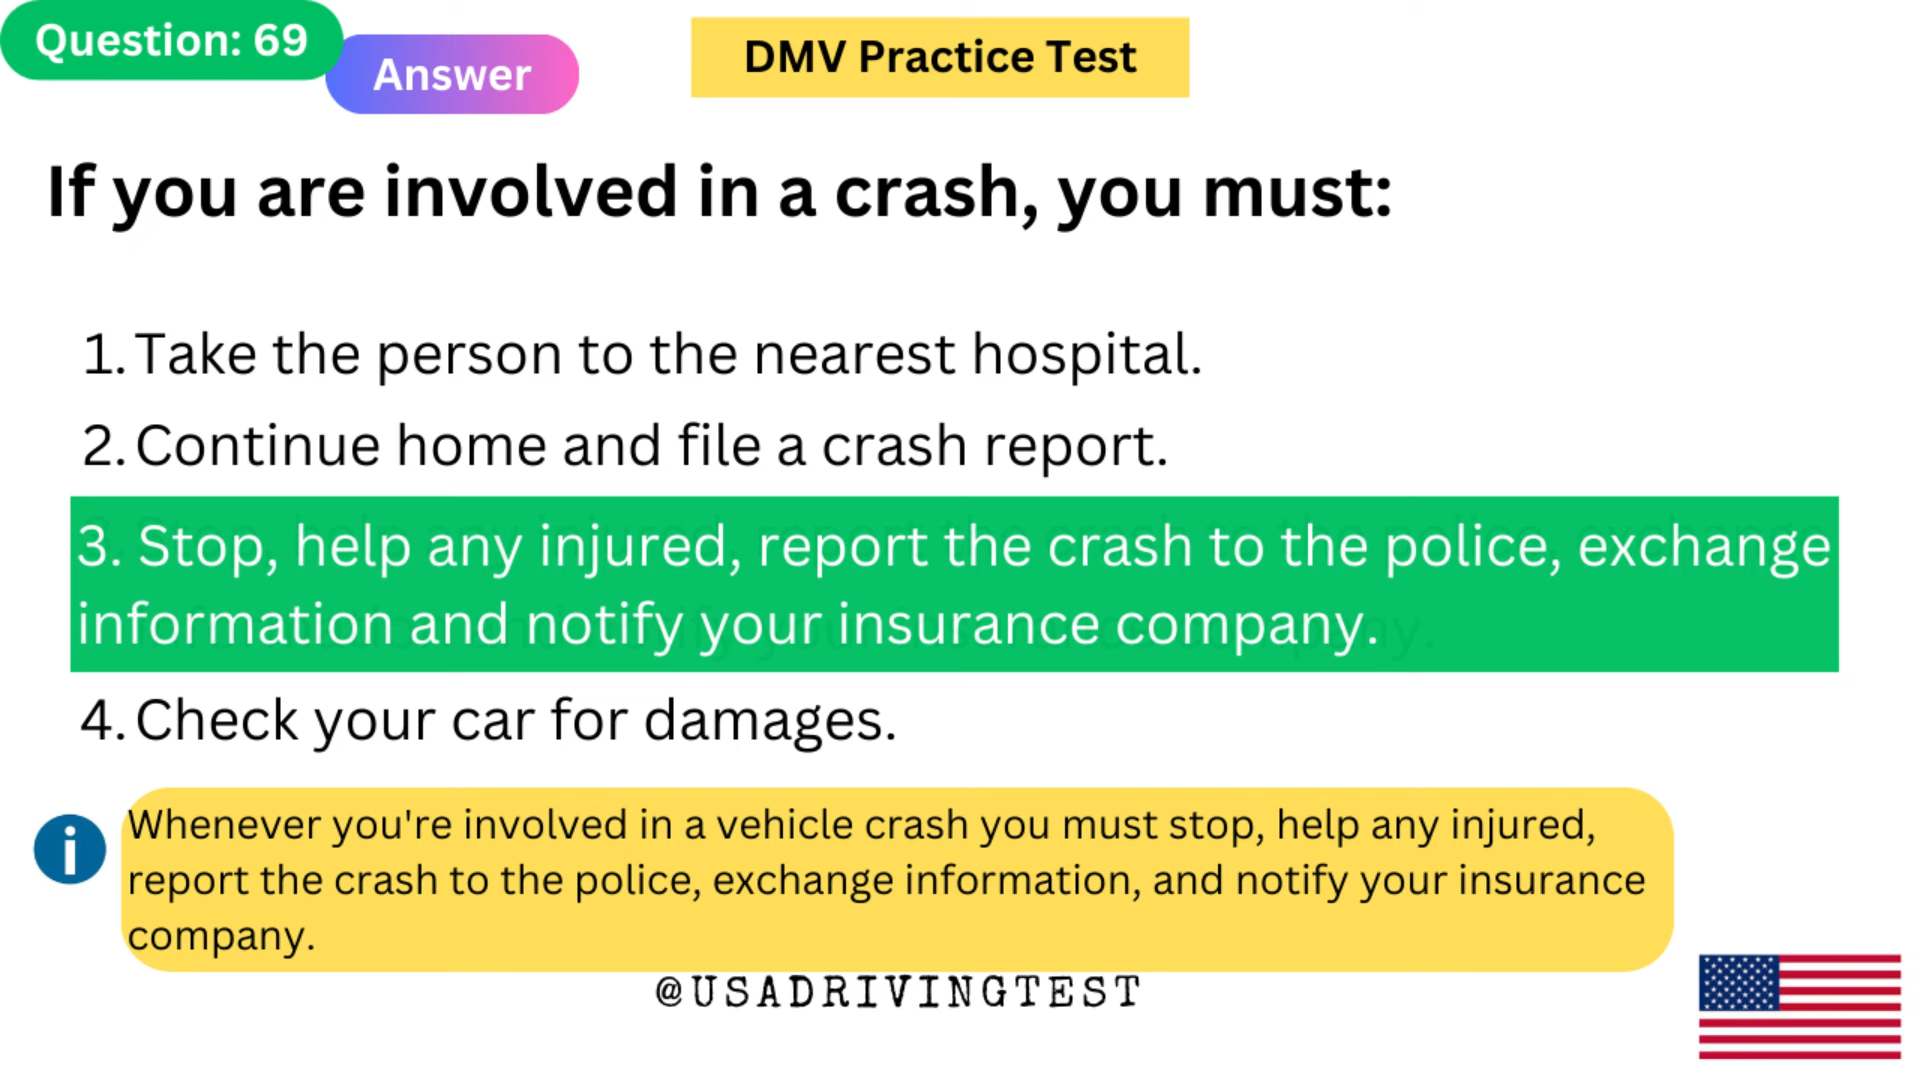 Question: 69
Answer
DMV Practice Test
If you are involved in a crash, you must:
1. Take the person to the nearest hospital.
2. Continue home and file a crash report.
3. Stop, help any injured, report the crash to the police, exchange
information and notify your insurance company.
4. Check your car for damages.
i
Whenever you're involved in a vehicle crash you must stop, help any injured,
report the crash to the police, exchange information, and notify your insurance
company.
@USADRIVINGTEST